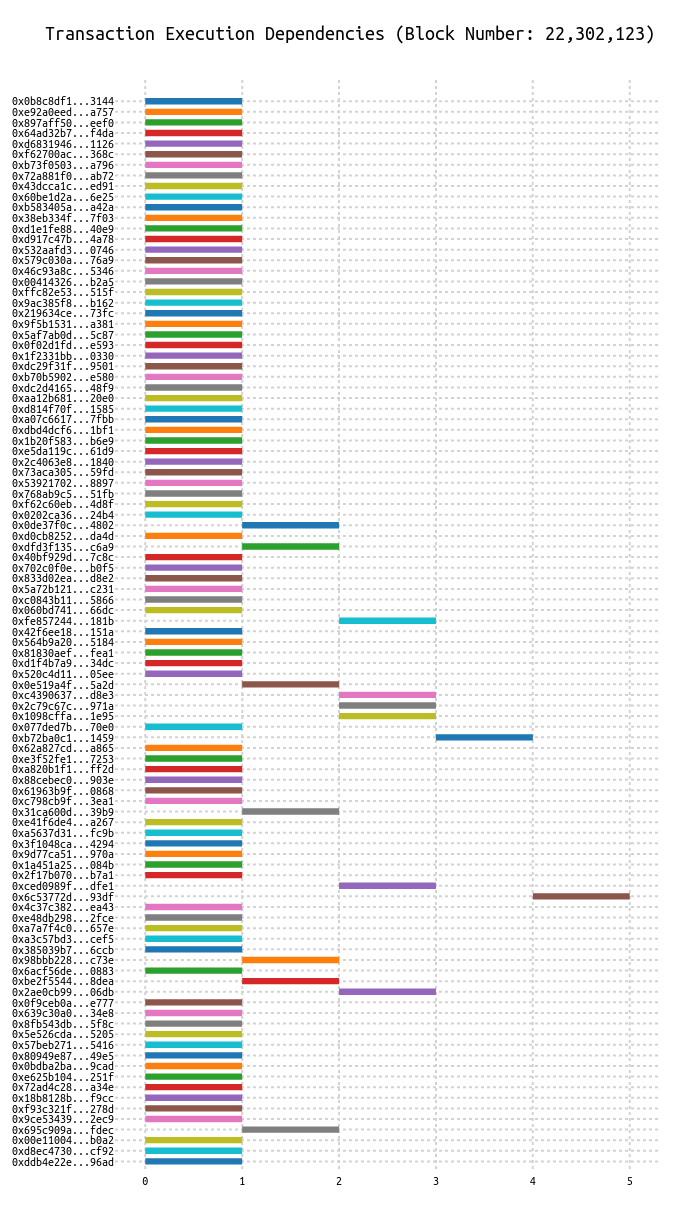 Transaction Execution Dependencies (Block Number: 22,302,123)
0x0b8c8df1...3144
0xe92a0eed...a757
0x897aff50...eef0
0x64ad32b7...f4da
0xd6831946...1126
0xf62700ac...368c
0xb73f0503...a796
0x72a881f0...ab72
0x43dcca1c...ed91
0x60be1d2a...6e25
0xb583405a...a42a
0x38eb334f...7f03
0xd1e1fe88...40e9
0xd917c47b...4a78
0x532aafd3...0746
0x579c030a...76a9
0x46c93a8c...5346
0x00414326...b2a5
0xffc82e53...515f
0x9ac385f8...b162
0x219634ce...73fc
0x9f5b1531...a381
0x5af7ab0d...5c87
0x0f02d1fd...e593
0x1f2331bb...0330
0xdc29f31f...9501
0xb70b5902...e580
0xdc2d4165...48f9
0xaa12b681...20e0
0xd814f70f...1585
0xa07c6617...7fbb
0xdbd4dcf6...1bf1
0x1b20f583...b6e9
0xe5da119c...61d9
0x2c4063e8...1840
0x73aca305...59fd
0x53921702...8897
0x768ab9c5...51fb
0xf62c60eb...4d8f
0x0202ca36...24b4
0x0de37f0c...4802
0xd0cb8252...da4d
0xdfd3f135...c6a9
0x40bf929d...7c8c
0x702c0f0e...b0f5
0x833d02ea...d8e2
0x5a72b121...c231
0xc0843b11...5866
0x060bd741...66dc
0xfe857244...181b
0x42f6ee18...151a
0x564b9a20...5184
0x81830aef...fea1
0xd1f4b7a9...34dc
0x520c4d11...05ee
0x0e519a4f...5a2d
0xc4390637...d8e3
0x2c79c67c...971a
0x1098cffa...1e95
0x077ded7b...70e0
0xb72ba0c1...1459
0x62a827cd...a865
0xe3f52fe1...7253
0xa820b1f1...ff2d
0x88cebec0...903e
0x61963b9f...0868
0xc798cb9f...3ea1
0x31ca600d...39b9
0xe41f6de4...a267
0xa5637d31...fc9b
0x3f1048ca...4294
0x9d77ca51...970a
0x1a451a25...084b
0x2f17b070...b7a1
0xced0989f...dfe1
0x6c53772d...93df
0x4c37c382...ea43
0xe48db298...2fce
0xa7a7f4c0...657e
0xa3c57bd3...cef5
0x385039b7...6ccb
0x98bbb228...c73e
0x6acf56de...0883
0xbe2f5544...8dea
0x2ae0cb99...06db
0x0f9ceb0a...e777
0x639c30a0...34e8
0x8fb543db...5f8c
0x5e526cda...5205
0x57beb271...5416
0x80949e87...49e5
0x0bdba2ba...9cad
0xe625b104...251f
0x72ad4c28...a34e
0x18b8128b...f9cc
0xf93c321f...278d
0x9ce53439...2ec9
0x695c909a...fdec
0x00e11004...b0a2
0xd8ec4730...cf92
0xddb4e22e...96ad
0 1 2 3 4 5